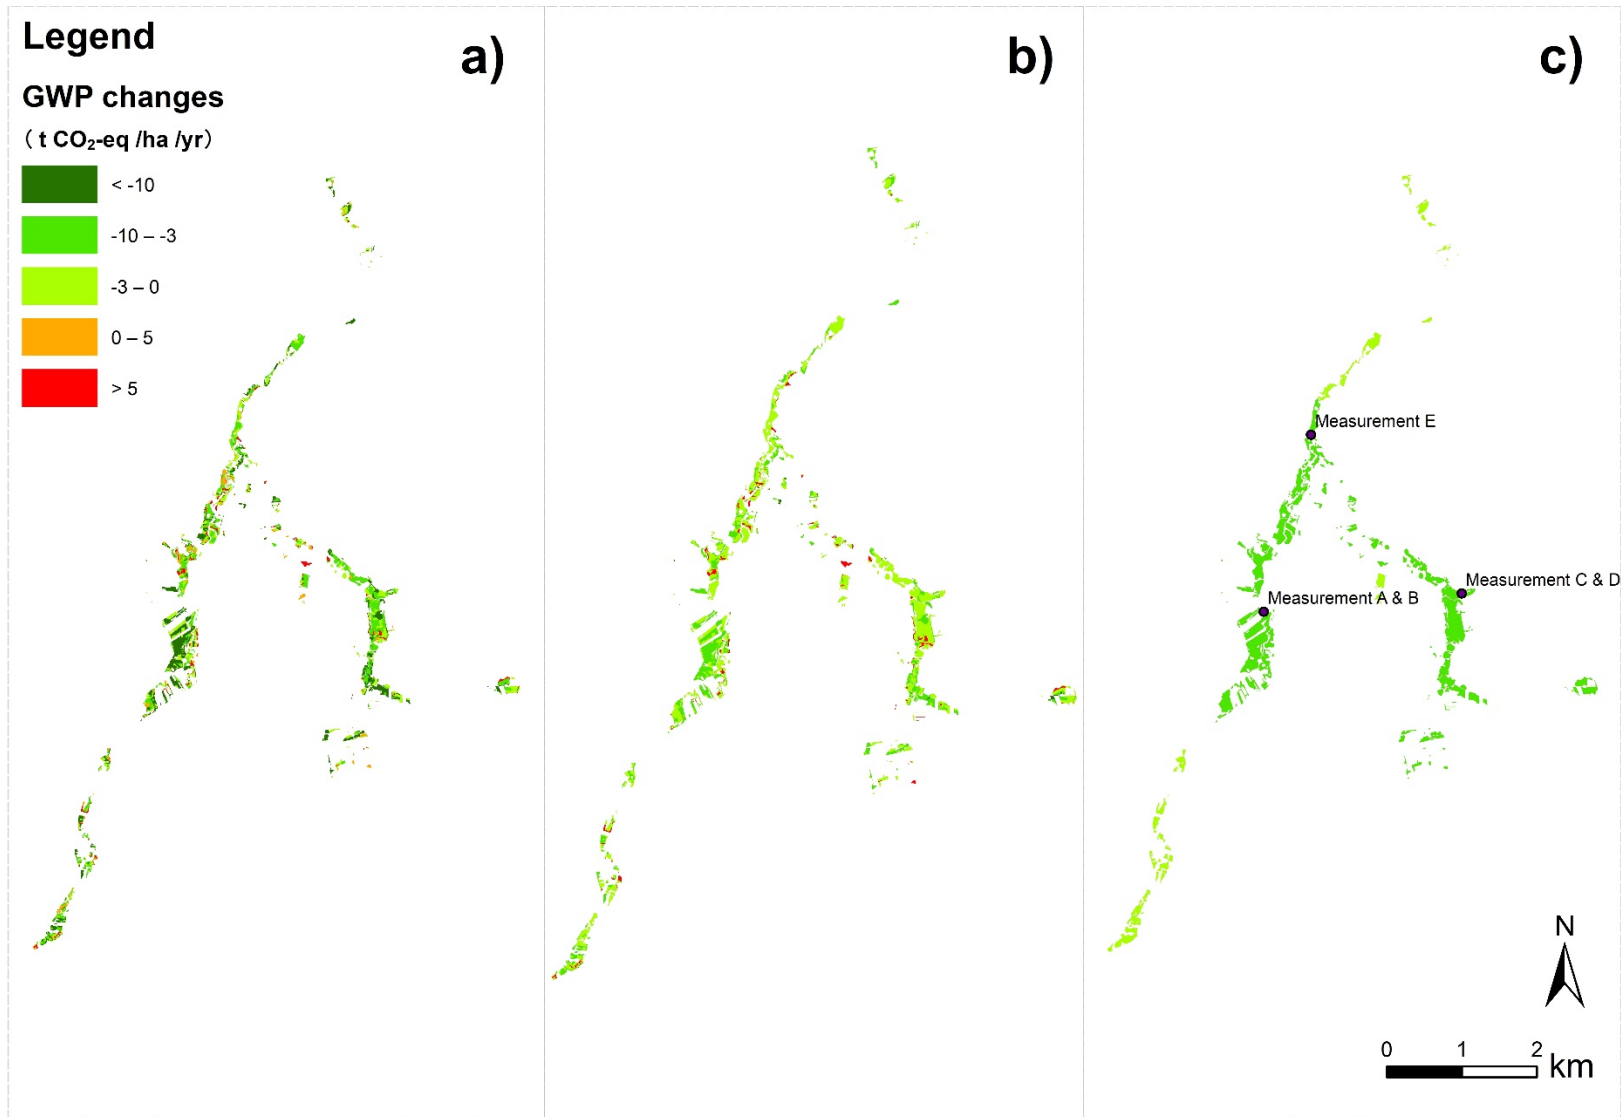 Legend
a)
b)
c)
GWP changes
( t CO₂-eq /ha /yr)
< -10
-10 – -3
-3 – 0
0 – 5
> 5
Measurement E
Measurement C & D
Measurement A & B
N
0 1 2
km